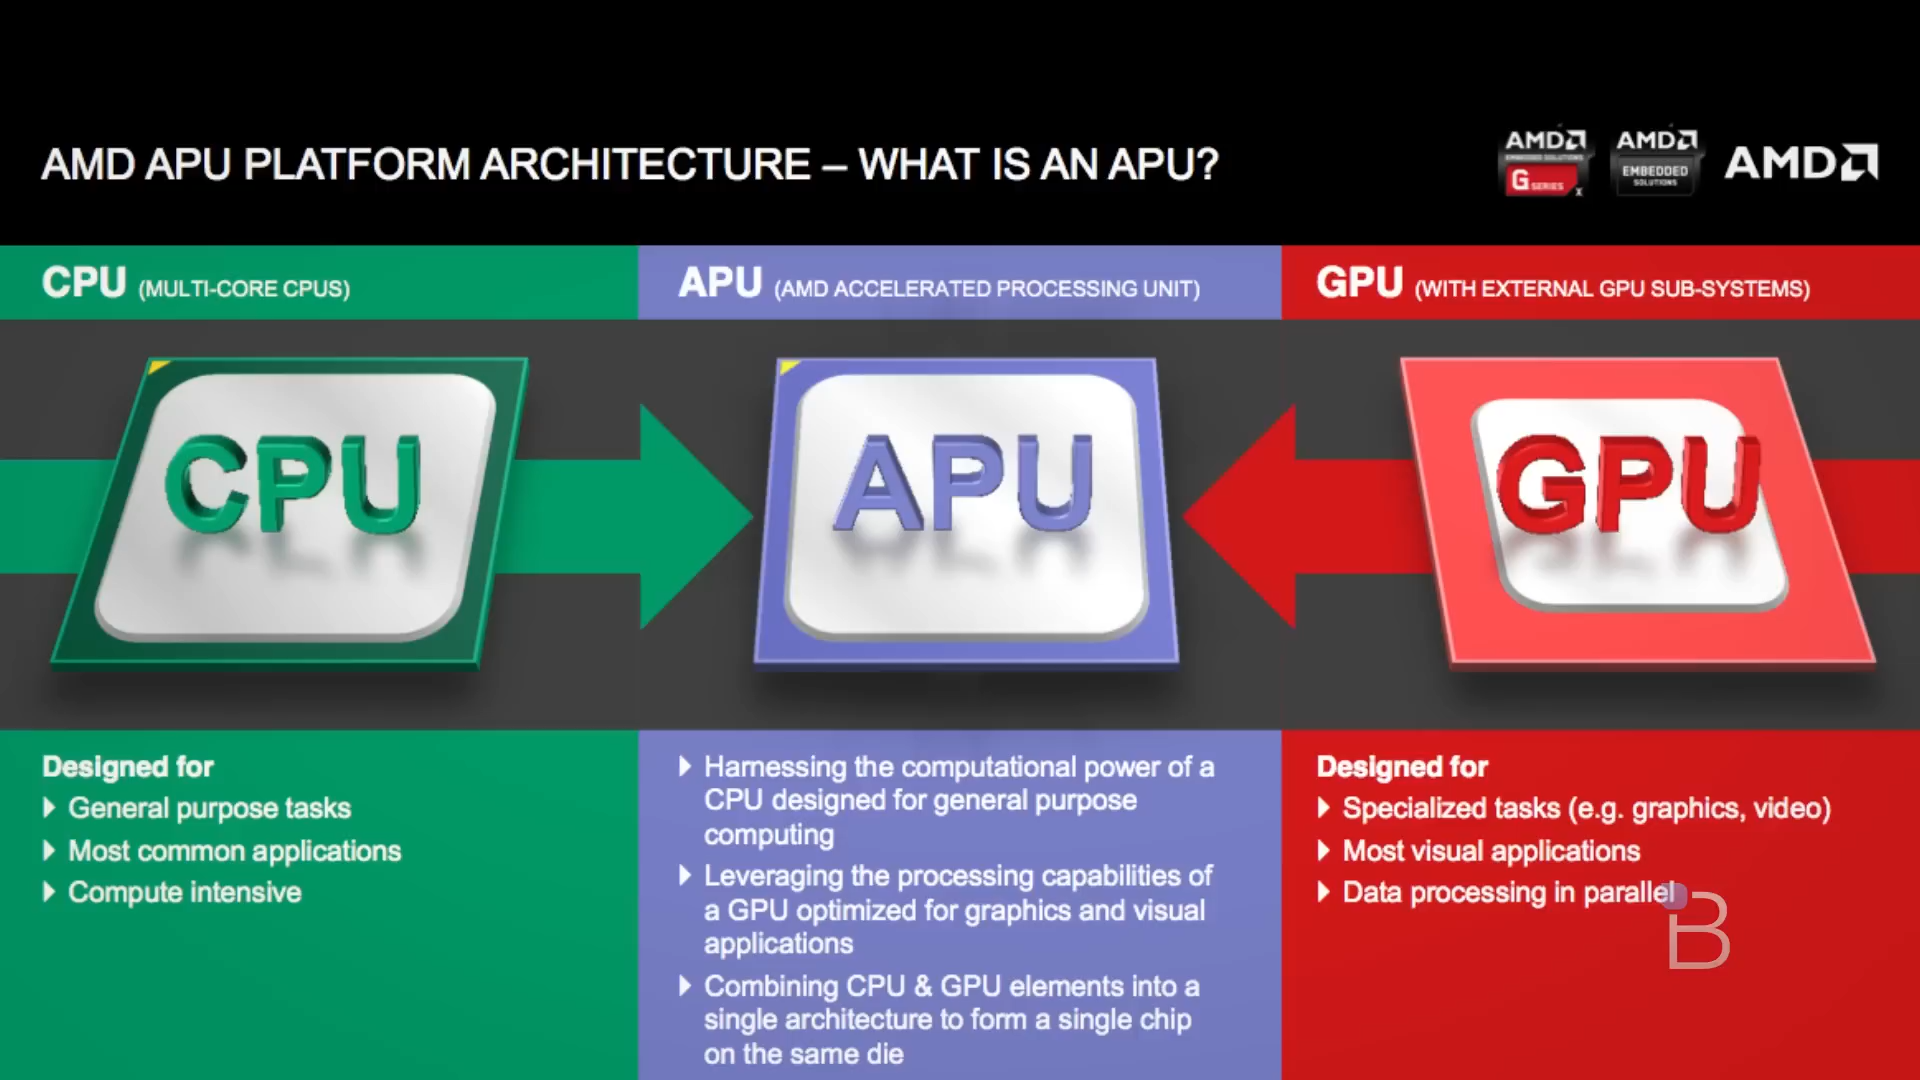 AMD APU PLATFORM ARCHITECTURE – WHAT IS AN APU?
AMD
EMBEDDED SOLUTIONS
G SERIES
X
AMD
EMBEDDED
SOLUTIONS
AMD
CPU (MULTI-CORE CPUS)
APU (AMD ACCELERATED PROCESSING UNIT)
GPU (WITH EXTERNAL GPU SUB-SYSTEMS)
CPU
APU
GPU
Designed for
General purpose tasks
Most common applications
Compute intensive
Harnessing the computational power of a
CPU designed for general purpose
computing
Leveraging the processing capabilities of
a GPU optimized for graphics and visual
applications
Combining CPU & GPU elements into a
single architecture to form a single chip
on the same die
Designed for
Specialized tasks (e.g. graphics, video)
Most visual applications
Data processing in parallel
B